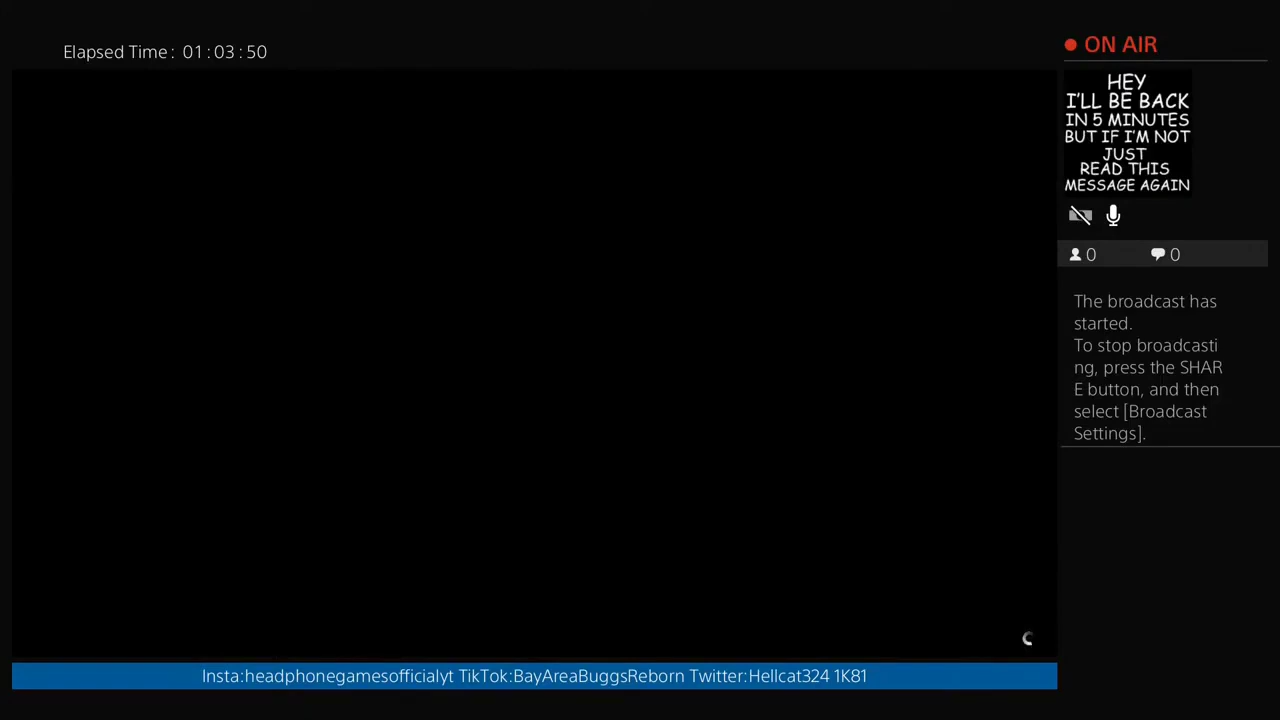 Elapsed Time: 01:03:50
ON AIR
HEY
I'LL BE BACK
IN 5 MINUTES
BUT IF I'M NOT
JUST
READ THIS
MESSAGE AGAIN
0 0
The broadcast has
started.
To stop broadcasti
ng, press the SHAR
E button, and then
select [Broadcast
Settings].
Insta:headphonegamesofficialyt TikTok:BayAreaBuggsReborn Twitter:Hellcat324 1K81